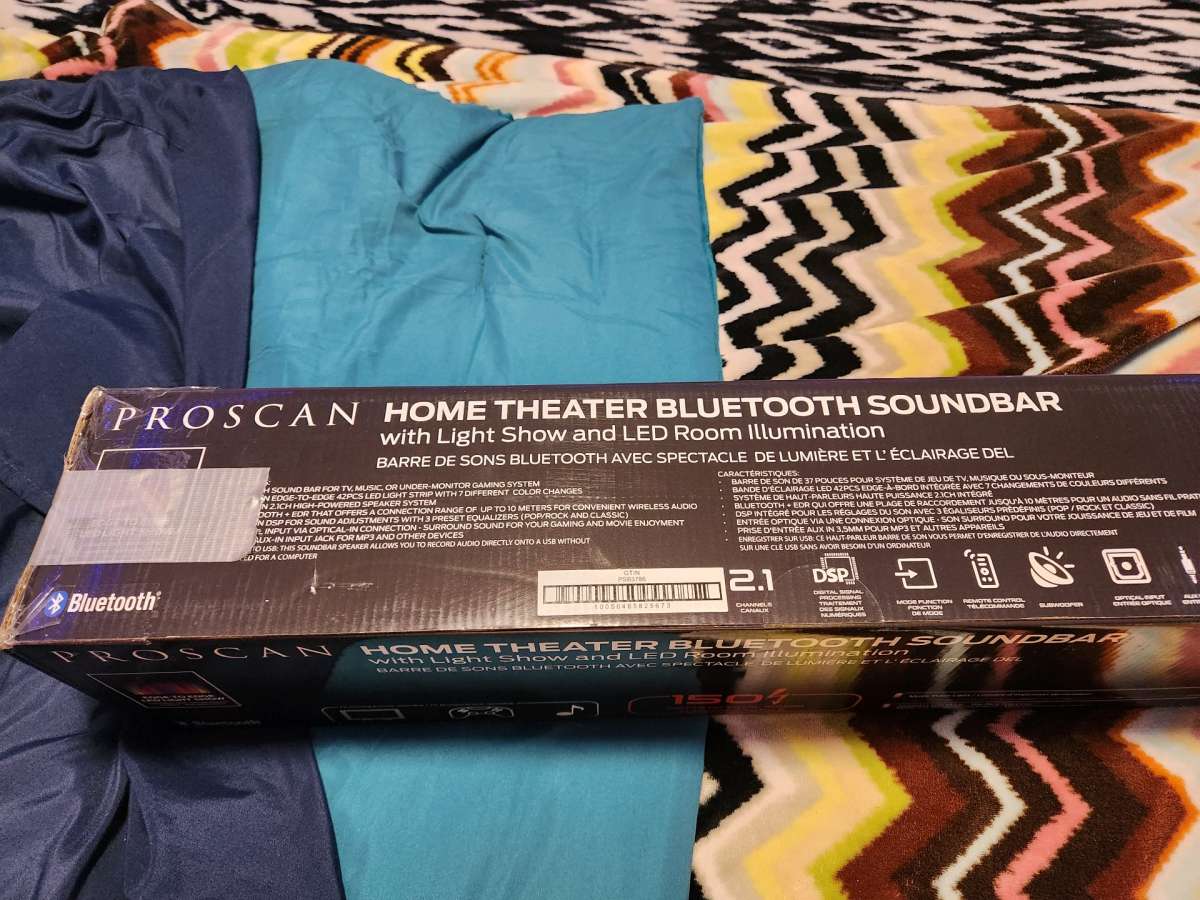 PROSCAN
HOME THEATER BLUETOOTH SOUNDBAR
with Light Show and LED Room Illumination
BARRE DE SONS BLUETOOTH AVEC SPECTACLE DE LUMIÈRE ET L' ÉCLAIRAGE DEL
SOUND BAR FOR TV, MUSIC, OR UNDER-MONITOR GAMING SYSTEM
EDGE-TO-EDGE 42PCS LED LIGHT STRIP WITH 7 DIFFERENT COLOR CHANGES
2.1CH HIGH-POWERED SPEAKER SYSTEM
+ EDR THAT OFFERS A CONNECTION RANGE OF UP TO 10 METERS FOR CONVENIENT WIRELESS AUDIO
DSP FOR SOUND ADJUSTMENTS WITH 3 PRESET EQUALIZERS (POP/ROCK AND CLASSIC)
INPUT VIA OPTICAL-IN CONNECTION - SURROUND SOUND FOR YOUR GAMING AND MOVIE ENJOYMENT
AUX-IN INPUT JACK FOR MP3 AND OTHER DEVICES
TO USB: THIS SOUNDBAR SPEAKER ALLOWS YOU TO RECORD AUDIO DIRECTLY ONTO A USB WITHOUT
FOR A COMPUTER
CARACTÉRISTIQUES:
BARRE DE SON DE 37 POUCES POUR SYSTÈME DE JEU DE TV, MUSIQUE OU SOUS-MONITEUR
BANDE D'ÉCLAIRAGE LED 42PCS EDGE-À-BORD INTÉGRÉE AVEC 7 CHANGEMENTS DE COULEURS DIFFÉRENTS
SYSTÈME DE HAUT-PARLEURS HAUTE PUISSANCE 2.1CH INTÉGRÉ
BLUETOOTH + EDR QUI OFFRE UNE PLAGE DE RACCORDEMENT JUSQU'À 10 MÈTRES POUR UN AUDIO SANS FIL
DSP INTÉGRÉ POUR LES RÉGLAGES DU SON AVEC 3 ÉGALISEURS PRÉDÉFINIS (POP / ROCK ET CLASSIC)
ENTRÉE OPTIQUE VIA UNE CONNEXION OPTIQUE - SON SURROUND POUR VOTRE JOUISSANCE DE JEU ET DE FILM
PRISE D'ENTRÉE AUX IN 3,5MM POUR MP3 ET AUTRES APPAREILS
ENREGISTRER SUR USB: CE HAUT-PARLEUR BARRE DE SON VOUS PERMET D'ENREGISTRER DE L'AUDIO DIRECTEMENT
SUR UNE CLÉ USB SANS AVOIR BESOIN D'UN ORDINATEUR
Bluetooth®
GTIN
PSB3786
10050465829673
2.1
CHANNELS
CANAUX
DSP
DIGITAL SIGNAL
PROCESSING
TRAITEMENT
DES SIGNAUX
NUMÉRIQUES
MODE FUNCTION
FONCTION
DE MODE
REMOTE CONTROL
TÉLÉCOMMANDE
SUBWOOFER
OPTICAL-INPUT
ENTRÉE OPTIQUE
PROSCAN
HOME THEATER BLUETOOTH SOUNDBAR
with Light Show and LED Room Illumination
BARRE DE SONS BLUETOOTH AVEC SPECTACLE DE LUMIÈRE ET L'ÉCLAIRAGE DEL
Bluetooth
150